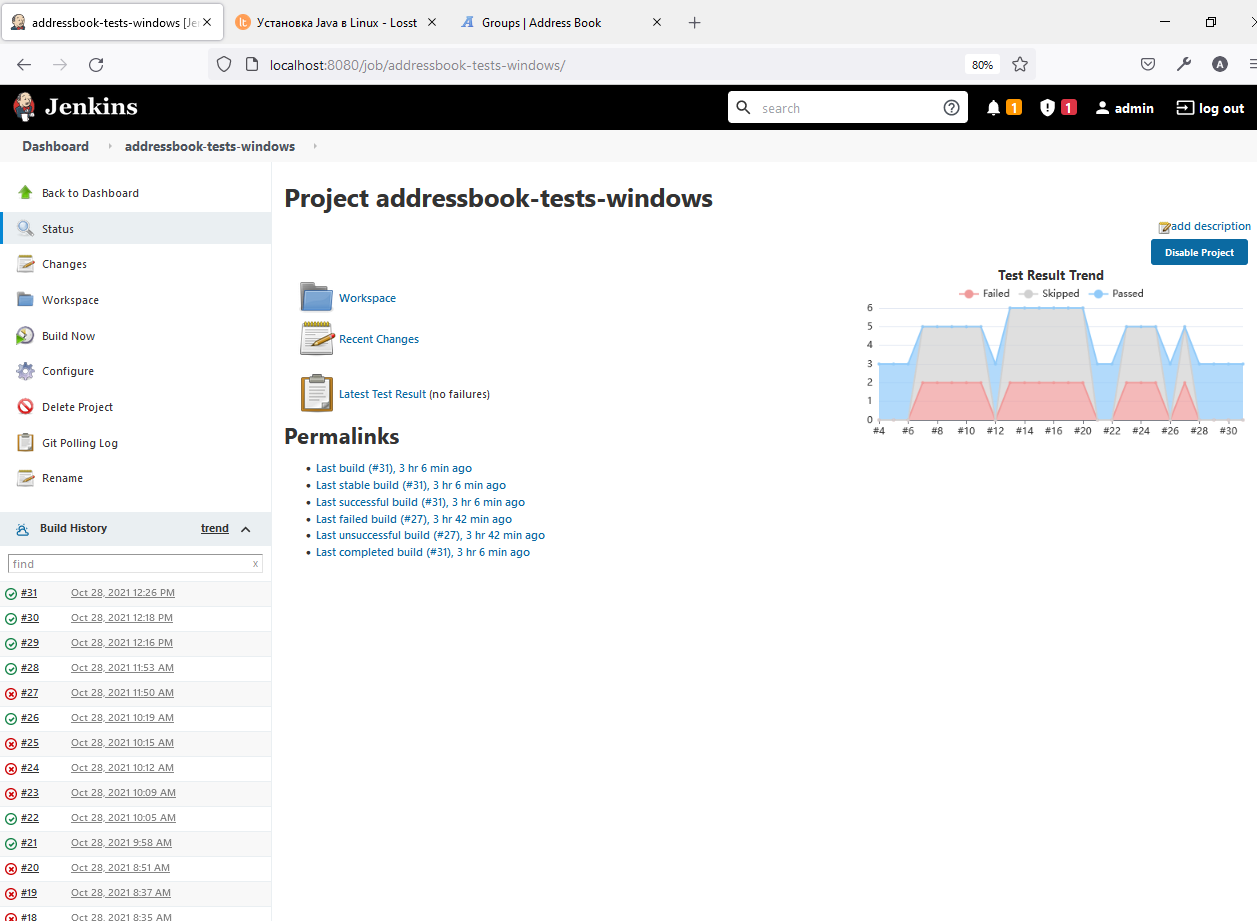 addressbook-tests-windows [Je
Установка Java в Linux - Losst
Groups | Address Book
localhost:8080/job/addressbook-tests-windows/
80%
A
Jenkins
search
1
1
admin
log out
Dashboard
addressbook-tests-windows
Back to Dashboard
Status
Changes
Workspace
Build Now
Configure
Delete Project
Git Polling Log
Rename
Build History
trend
find
x
#31 Oct 28, 2021 12:26 PM
#30 Oct 28, 2021 12:18 PM
#29 Oct 28, 2021 12:16 PM
#28 Oct 28, 2021 11:53 AM
#27 Oct 28, 2021 11:50 AM
#26 Oct 28, 2021 10:19 AM
#25 Oct 28, 2021 10:15 AM
#24 Oct 28, 2021 10:12 AM
#23 Oct 28, 2021 10:09 AM
#22 Oct 28, 2021 10:05 AM
#21 Oct 28, 2021 9:58 AM
#20 Oct 28, 2021 8:51 AM
#19 Oct 28, 2021 8:37 AM
#18 Oct 28, 2021 8:35 AM
Project addressbook-tests-windows
add description
Disable Project
Workspace
Recent Changes
Latest Test Result (no failures)
Permalinks
Last build (#31), 3 hr 6 min ago
Last stable build (#31), 3 hr 6 min ago
Last successful build (#31), 3 hr 6 min ago
Last failed build (#27), 3 hr 42 min ago
Last unsuccessful build (#27), 3 hr 42 min ago
Last completed build (#31), 3 hr 6 min ago
Test Result Trend
Failed Skipped Passed
6
5
4
3
2
1
0
#4 #6 #8 #10 #12 #14 #16 #20 #22 #24 #26 #28 #30